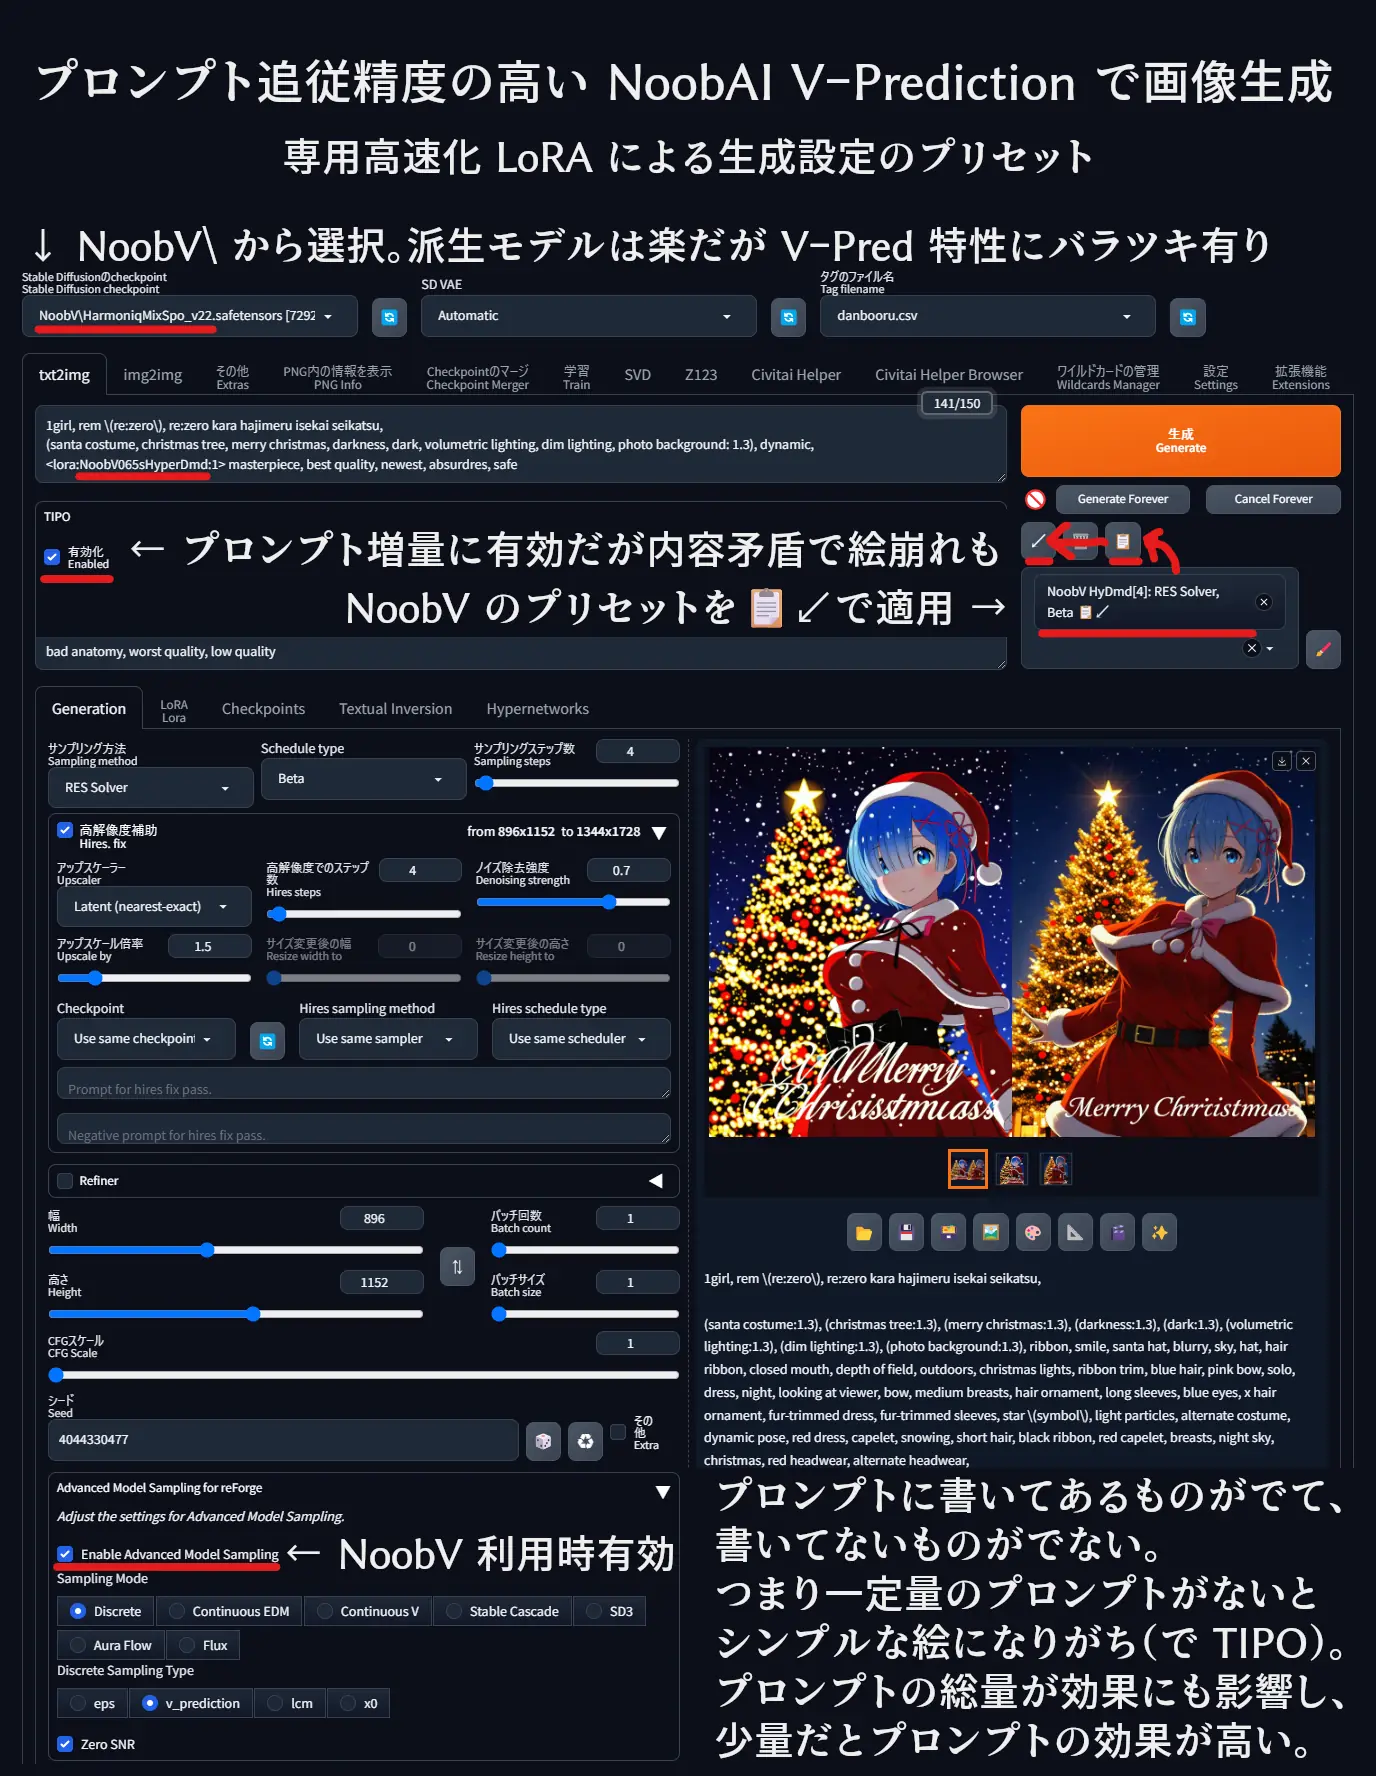 プロンプト追従精度の高い NoobAI V-Prediction で画像生成
専用高速化 LoRA による生成設定のプリセット
↓ NoobV\ から選択。派生モデルは楽だが V-Pred 特性にバラツキ有り
Stable Diffusionのcheckpoint
Stable Diffusion checkpoint
NoobV\HarmoniqMixSpo_v22.safetensors [7292
SD VAE
Automatic
タグのファイル名
Tag filename
danbooru.csv
txt2img
img2img
その他
Extras
PNG内の情報を表示
PNG Info
Checkpointのマージ
Checkpoint Merger
学習
Train
SVD
Z123
Civitai Helper
Civitai Helper Browser
ワイルドカードの管理
Wildcards Manager
設定
Settings
拡張機能
Extensions
141/150
1girl, rem \(re:zero\), re:zero kara hajimeru isekai seikatsu,
(santa costume, christmas tree, merry christmas, darkness, dark, volumetric lighting, dim lighting, photo background: 1.3), dynamic,
<lora:NoobV065sHyperDmd:1> masterpiece, best quality, newest, absurdres, safe
生成
Generate
Generate Forever
Cancel Forever
TIPO
有効化
Enabled
← プロンプト増量に有効だが内容矛盾で絵崩れも
NoobV のプリセットを📋↙で適用 →
NoobV HyDmd[4]: RES Solver,
Beta 📋↙
bad anatomy, worst quality, low quality
Generation
LoRA
Lora
Checkpoints
Textual Inversion
Hypernetworks
サンプリング方法
Sampling method
RES Solver
Schedule type
Beta
サンプリングステップ数
Sampling steps
4
高解像度補助
Hires. fix
from 896x1152 to 1344x1728
アップスケーラー
Upscaler
Latent (nearest-exact)
高解像度でのステップ
数
Hires steps
4
ノイズ除去強度
Denoising strength
0.7
アップスケール倍率
Upscale by
1.5
サイズ変更後の幅
Resize width to
0
サイズ変更後の高さ
Resize height to
0
Checkpoint
Use same checkpoint
Hires sampling method
Use same sampler
Hires schedule type
Use same scheduler
Prompt for hires fix pass.
Negative prompt for hires fix pass.
Refiner
幅
Width
896
バッチ回数
Batch count
1
高さ
Height
1152
バッチサイズ
Batch size
1
CFGスケール
CFG Scale
1
シード
Seed
4044330477
その
他
Extra
Merrry Chrrcistmass
1girl, rem \(re:zero\), re:zero kara hajimeru isekai seikatsu,
(santa costume:1.3), (christmas tree:1.3), (merry christmas:1.3), (darkness:1.3), (dark:1.3), (volumetric
lighting:1.3), (dim lighting:1.3), (photo background:1.3), ribbon, smile, santa hat, blurry, sky, hat, hair
ribbon, closed mouth, depth of field, outdoors, christmas lights, ribbon trim, blue hair, pink bow, solo,
dress, night, looking at viewer, bow, medium breasts, hair ornament, long sleeves, blue eyes, x hair
ornament, fur-trimmed dress, fur-trimmed sleeves, star \(symbol\), light particles, alternate costume,
dynamic pose, red dress, capelet, snowing, short hair, black ribbon, red capelet, breasts, night sky,
christmas, red headwear, alternate headwear,
Advanced Model Sampling for reForge
Adjust the settings for Advanced Model Sampling.
Enable Advanced Model Sampling
← NoobV 利用時有効
Sampling Mode
Discrete
Continuous EDM
Continuous V
Stable Cascade
SD3
Aura Flow
Flux
Discrete Sampling Type
eps
v_prediction
lcm
x0
Zero SNR
プロンプトに書いてあるものがでて、
書いてないものがでない。
つまり一定量のプロンプトがないと
シンプルな絵になりがち（で TIPO）。
プロンプトの総量が効果にも影響し、
少量だとプロンプトの効果が高い。